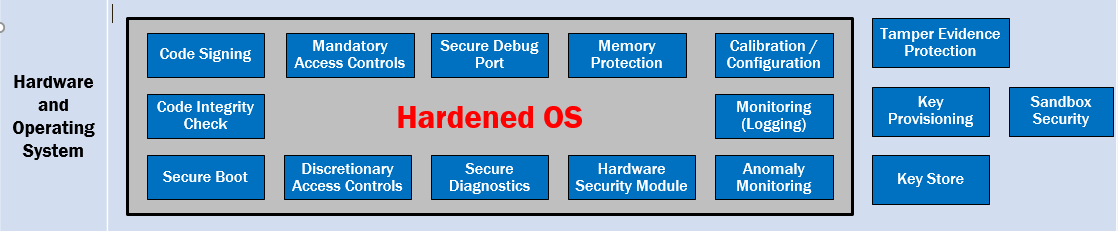 Hardware
and
Operating
System
Code Signing
Mandatory
Access Controls
Secure Debug
Port
Memory
Protection
Calibration /
Configuration
Tamper Evidence
Protection
Code Integrity
Check
Hardened OS
Monitoring
(Logging)
Key
Provisioning
Sandbox
Security
Secure Boot
Discretionary
Access Controls
Secure
Diagnostics
Hardware
Security Module
Anomaly
Monitoring
Key Store